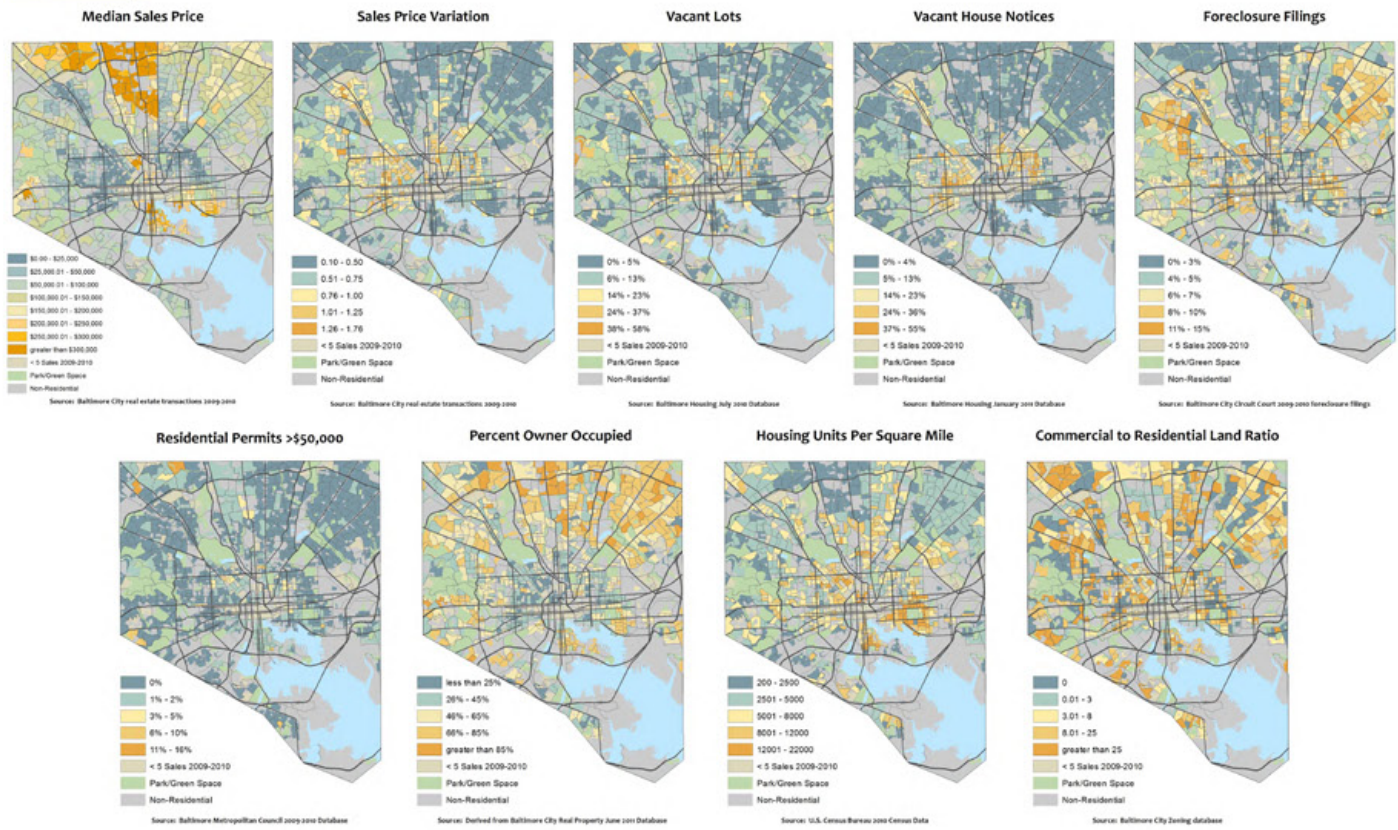 Median Sales Price
Sales Price Variation
Vacant Lots
Vacant House Notices
Foreclosure Filings
$0.00 - $25,000
$25,000.01 - $50,000
$50,000.01 - $100,000
$100,000.01 - $150,000
$150,000.01 - $200,000
$200,000.01 - $250,000
$250,000.01 - $300,000
greater than $300,000
< 5 Sales 2009-2010
Park/Green Space
Non-Residential
Source: Baltimore City real estate transactions 2009-2010
0.10 - 0.50
0.51 - 0.75
0.76 - 1.00
1.01 - 1.25
1.26 - 1.76
< 5 Sales 2009-2010
Park/Green Space
Non-Residential
Source: Baltimore City real estate transactions 2009-2010
0% - 5%
6% - 13%
14% - 23%
24% - 37%
38% - 58%
< 5 Sales 2009-2010
Park/Green Space
Non-Residential
Source: Baltimore Housing July 2010 Database
0% - 4%
5% - 13%
14% - 23%
24% - 36%
37% - 55%
< 5 Sales 2009-2010
Park/Green Space
Non-Residential
Source: Baltimore Housing January 2011 Database
0% - 3%
4% - 5%
6% - 7%
8% - 10%
11% - 15%
< 5 Sales 2009-2010
Park/Green Space
Non-Residential
Source: Baltimore City Circuit Court 2009-2010 foreclosure filings
Residential Permits >$50,000
Percent Owner Occupied
Housing Units Per Square Mile
Commercial to Residential Land Ratio
0%
1% - 2%
3% - 5%
6% - 10%
11% - 16%
< 5 Sales 2009-2010
Park/Green Space
Non-Residential
Source: Baltimore Metropolitan Council 2009-2010 Database
less than 25%
26% - 45%
46% - 65%
66% - 85%
greater than 85%
< 5 Sales 2009-2010
Park/Green Space
Non-Residential
Source: Derived from Baltimore City Real Property June 2011 Database
200 - 2500
2501 - 5000
5001 - 8000
8001 - 12000
12001 - 22000
< 5 Sales 2009-2010
Park/Green Space
Non-Residential
Source: U.S. Census Bureau 2010 Census Data
0
0.01 - 3
3.01 - 8
8.01 - 25
greater than 25
< 5 Sales 2009-2010
Park/Green Space
Non-Residential
Source: Baltimore City Zoning database